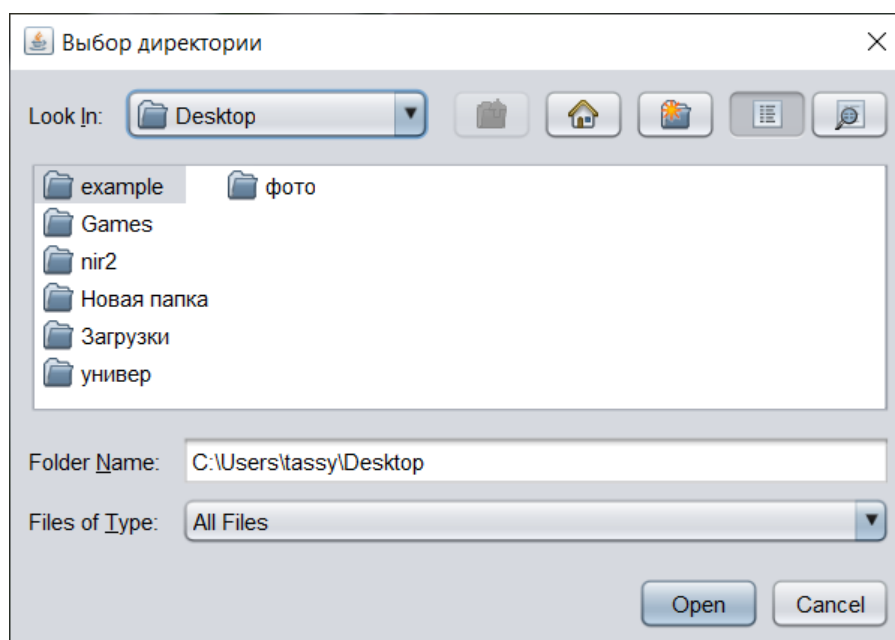 Выбор директории
Look In: Desktop
example фото
Games
nir2
Новая папка
Загрузки
универ
Folder Name: C:\Users\tassy\Desktop
Files of Type: All Files
Open Cancel